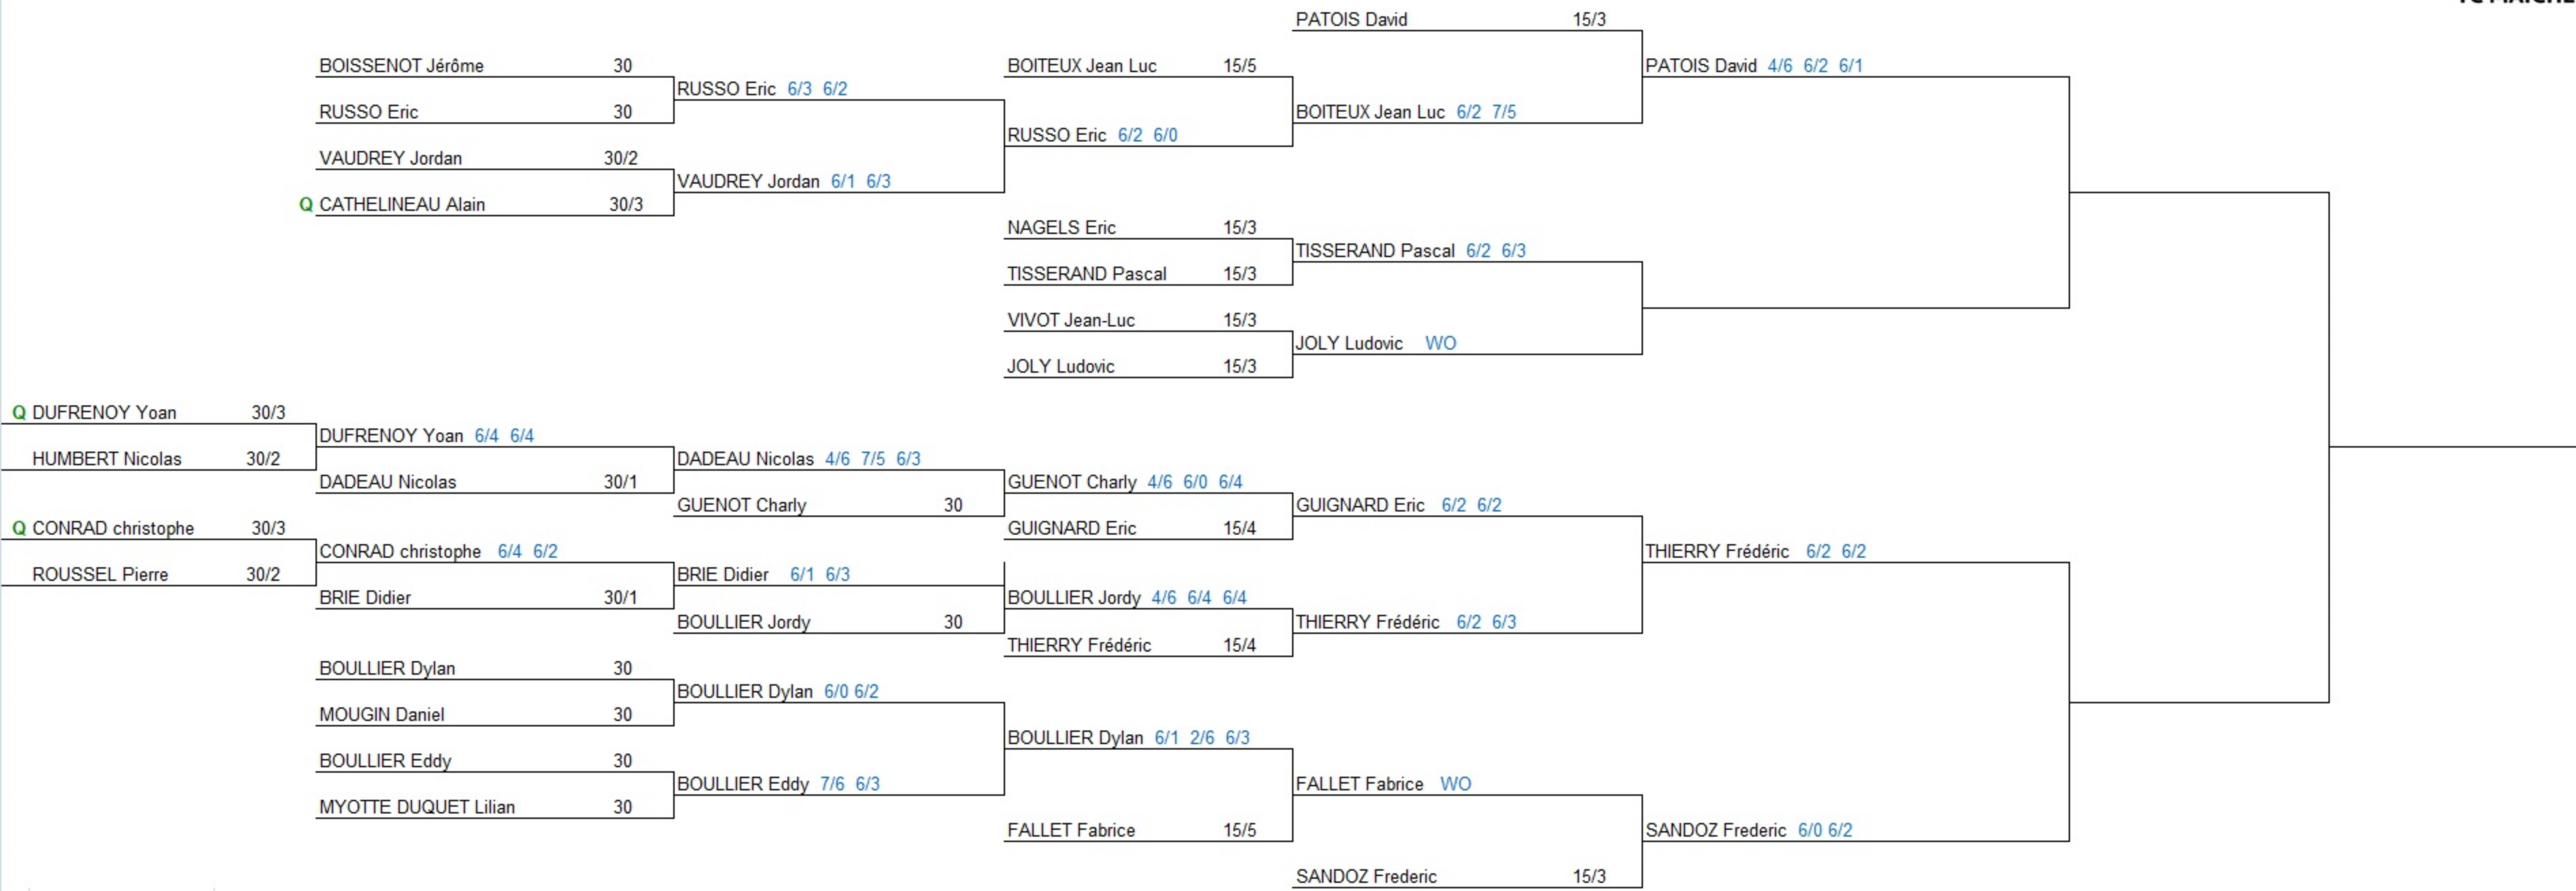 PATOIS David 15/3
BOISSENOT Jérôme 30
BOITEUX Jean Luc 15/5
PATOIS David 4/6 6/2 6/1
RUSSO Eric 6/3 6/2
RUSSO Eric 30
BOITEUX Jean Luc 6/2 7/5
RUSSO Eric 6/2 6/0
VAUDREY Jordan 30/2
VAUDREY Jordan 6/1 6/3
Q CATHELINEAU Alain 30/3
NAGELS Eric 15/3
TISSERAND Pascal 6/2 6/3
TISSERAND Pascal 15/3
VIVOT Jean-Luc 15/3
JOLY Ludovic WO
JOLY Ludovic 15/3
Q DUFRENOY Yoan 30/3
DUFRENOY Yoan 6/4 6/4
HUMBERT Nicolas 30/2
DADEAU Nicolas 4/6 7/5 6/3
DADEAU Nicolas 30/1
GUENOT Charly 4/6 6/0 6/4
GUENOT Charly 30
GUIGNARD Eric 6/2 6/2
Q CONRAD christophe 30/3
GUIGNARD Eric 15/4
CONRAD christophe 6/4 6/2
THIERRY Frédéric 6/2 6/2
ROUSSEL Pierre 30/2
BRIE Didier 6/1 6/3
BRIE Didier 30/1
BOULLIER Jordy 4/6 6/4 6/4
BOULLIER Jordy 30
THIERRY Frédéric 6/2 6/3
THIERRY Frédéric 15/4
BOULLIER Dylan 30
BOULLIER Dylan 6/0 6/2
MOUGIN Daniel 30
BOULLIER Dylan 6/1 2/6 6/3
BOULLIER Eddy 30
BOULLIER Eddy 7/6 6/3
FALLET Fabrice WO
MYOTTE DUQUET Lilian 30
FALLET Fabrice 15/5
SANDOZ Frederic 6/0 6/2
SANDOZ Frederic 15/3